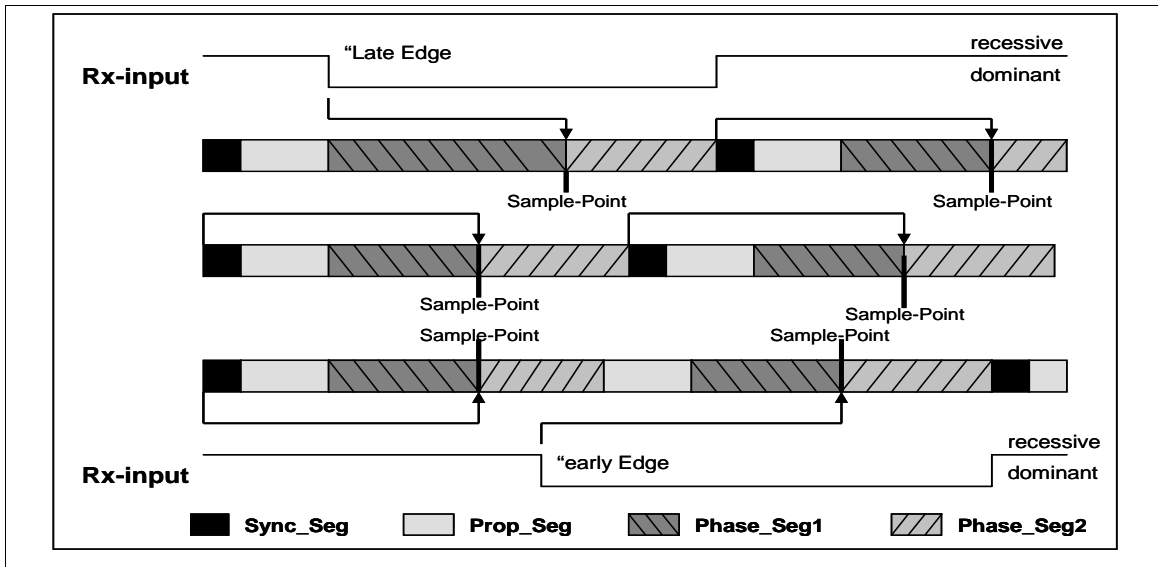 “Late Edge
recessive
Rx-input
dominant
Sample-Point
Sample-Point
Sample-Point
Sample-Point
Sample-Point
Sample-Point
recessive
“early Edge
Rx-input
dominant
Sync_Seg
Prop_Seg
Phase_Seg1
Phase_Seg2